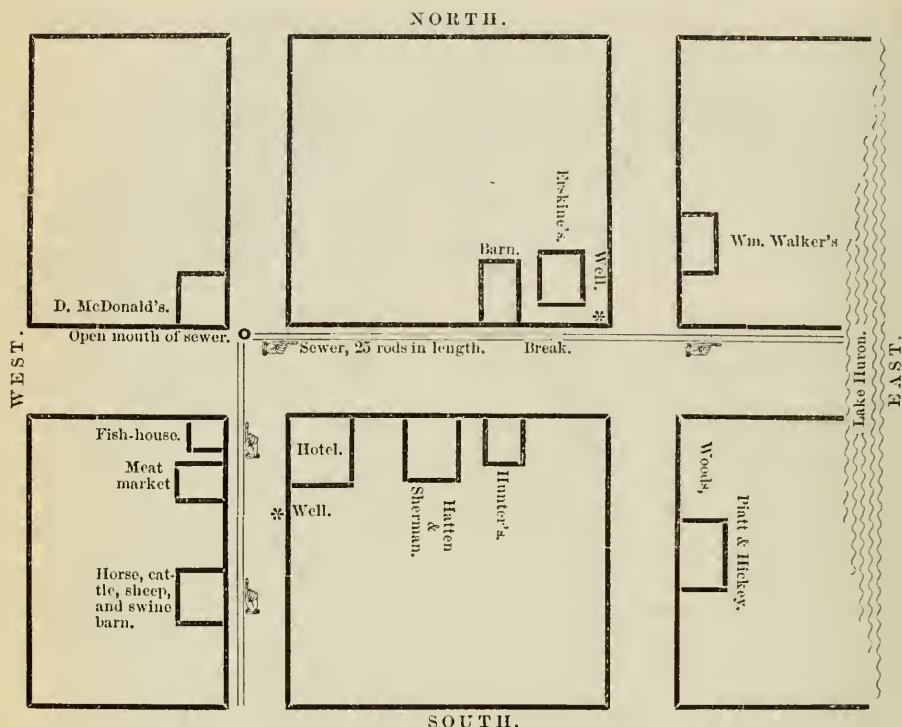 NORTH.
Erskine's.
Barn.
Well.
Wm. Walker's
D. McDonald's.
Open mouth of sewer.
Sewer, 25 rods in length.
Break.
WEST.
Lake Huron.
EAST.
Fish-house.
Meat
market
Hotel.
Well.
Sherman.
&
Hatten
Hunter's.
Woods,
Piatt & Hickey.
Horse, cat-
tle, sheep,
and swine
barn.
SOUTH.